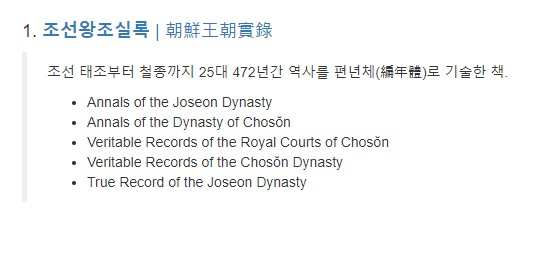 1. 조선왕조실록 | 朝鮮王朝實錄
조선 태조부터 철종까지 25대 472년간 역사를 편년체(編年體)로 기술한 책.
• Annals of the Joseon Dynasty
• Annals of the Dynasty of Chosŏn
• Veritable Records of the Royal Courts of Chosŏn
• Veritable Records of the Chosŏn Dynasty
• True Record of the Joseon Dynasty